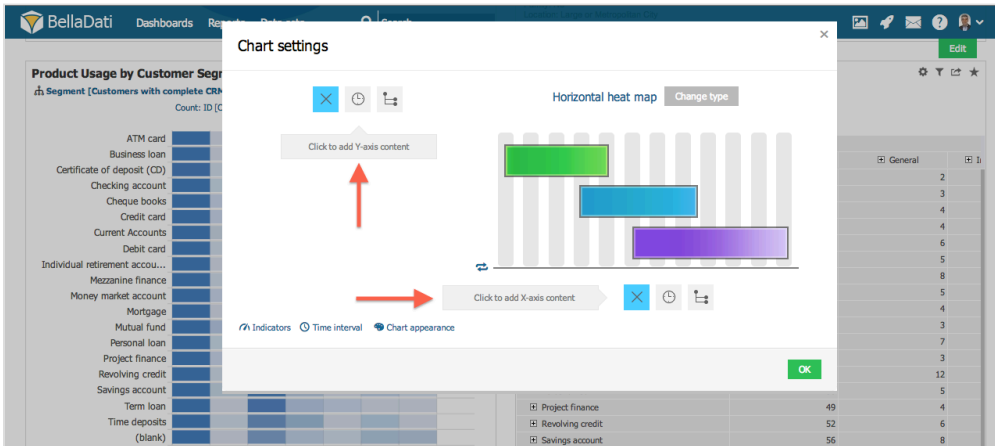 BellaDati
Dashboards
Search
Edit
Chart settings
Product Usage by Customer
Segment [Customers with complete
Count: ID
Horizontal heat map
Change type
Click to add Y-axis content
ATM card
Business loan
Certificate of deposit (CD)
Checking account
Cheque books
Credit card
Current Accounts
Debit card
Individual retirement accou...
Mezzanine finance
Money market account
Mortgage
Mutual fund
Personal loan
Project finance
Revolving credit
Savings account
Term loan
Time deposits
(blank)
Click to add X-axis content
Indicators
Time interval
Chart appearance
OK
General
2
3
4
4
6
5
8
5
4
3
7
3
12
5
Project finance 49 4
Revolving credit 52 6
Savings account 56 8